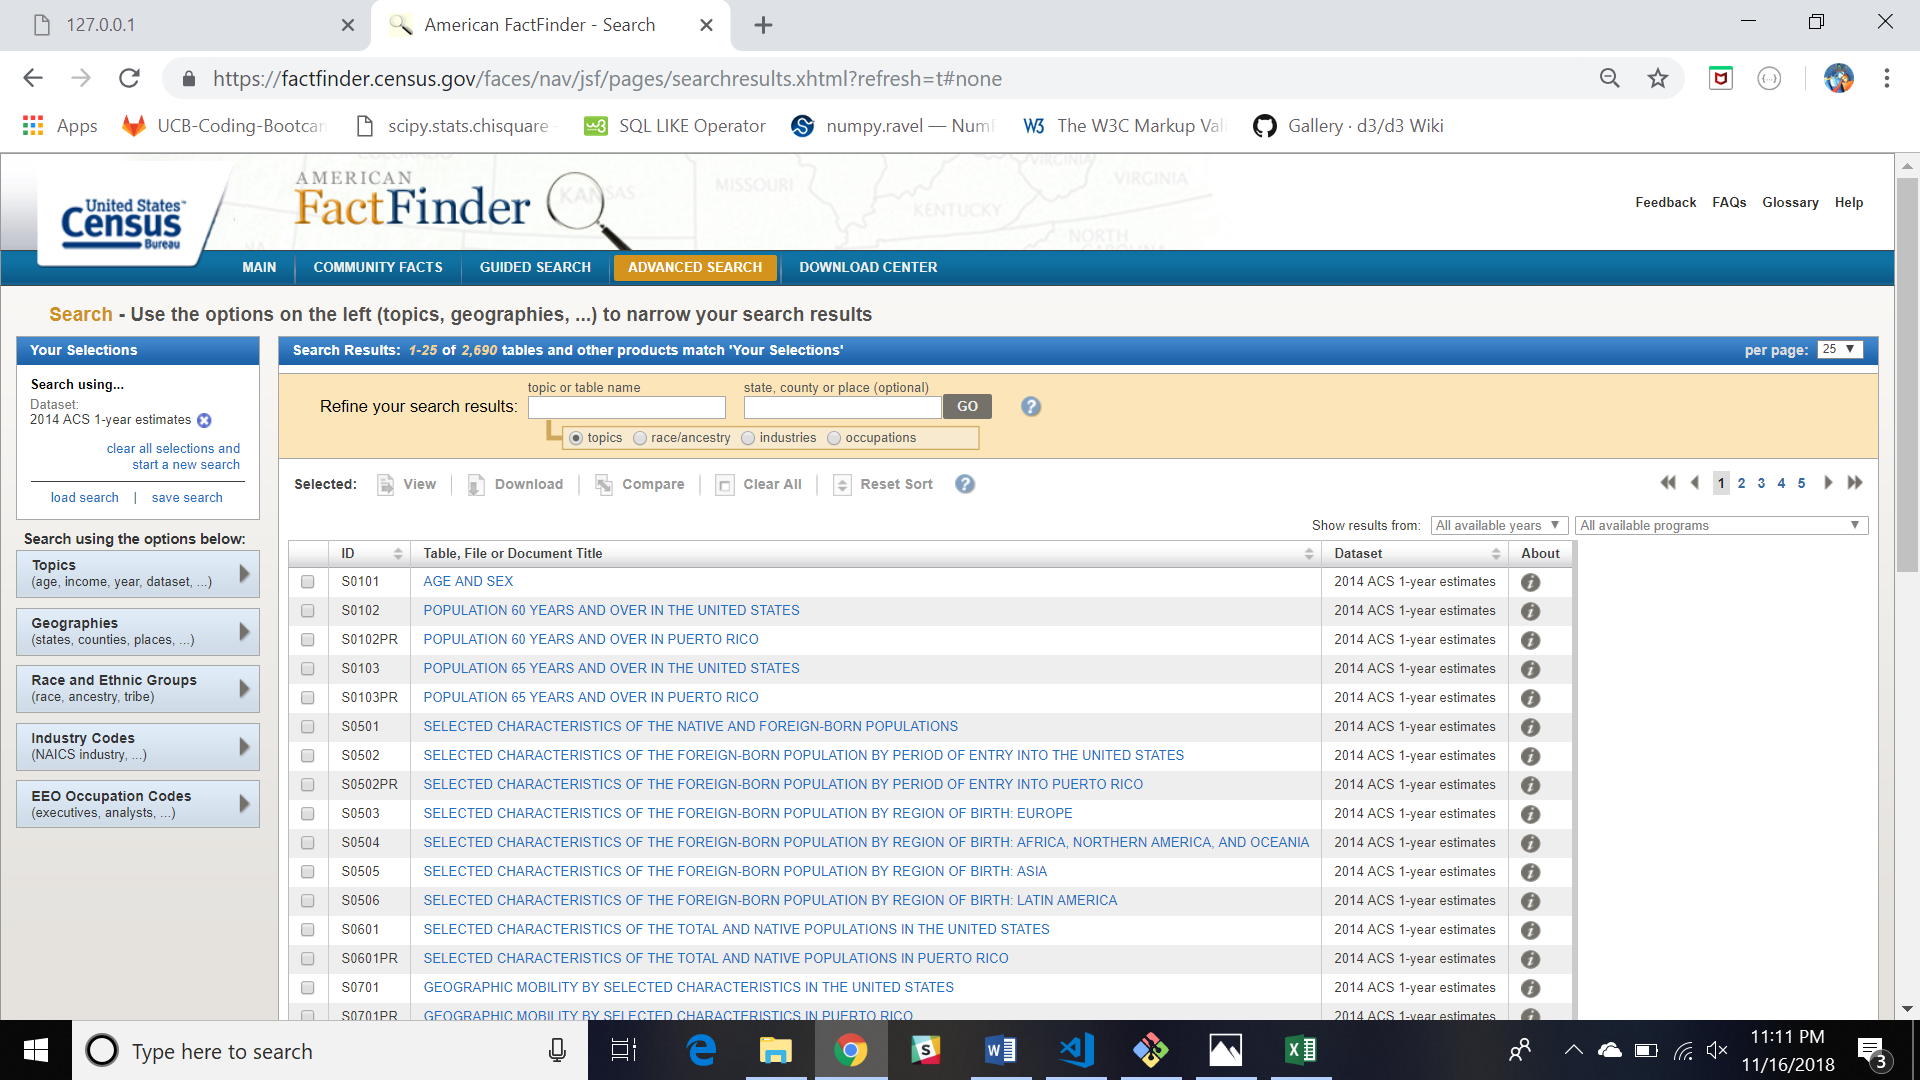 127.0.0.1
American FactFinder - Search
https://factfinder.census.gov/faces/nav/jsf/pages/searchresults.xhtml?refresh=t#none
Apps
UCB-Coding-Bootcan
scipy.stats.chisquare
SQL LIKE Operator
numpy.ravel — Num
The W3C Markup Vali
Gallery · d3/d3 Wiki
COLORADO
KANSAS
MISSOURI
KENTUCKY
VIRGINIA
VIRGINIA
NORTH
CAROLINA
United States™
Census
Bureau
AMERICAN
FactFinder
Feedback FAQs Glossary Help
MAIN COMMUNITY FACTS GUIDED SEARCH ADVANCED SEARCH DOWNLOAD CENTER
Search - Use the options on the left (topics, geographies, ...) to narrow your search results
Your Selections
Search using...
Dataset:
2014 ACS 1-year estimates
clear all selections and
start a new search
load search | save search
Search using the options below:
Topics
(age, income, year, dataset, ...)
Geographies
(states, counties, places, ...)
Race and Ethnic Groups
(race, ancestry, tribe)
Industry Codes
(NAICS industry, ...)
EEO Occupation Codes
(executives, analysts, ...)
Search Results: 1-25 of 2,690 tables and other products match 'Your Selections'
per page: 25
topic or table name
state, county or place (optional)
Refine your search results:
GO
?
topics race/ancestry industries occupations
Selected: View Download Compare Clear All Reset Sort ?
1 2 3 4 5
Show results from: All available years All available programs
ID Table, File or Document Title Dataset About
S0101 AGE AND SEX 2014 ACS 1-year estimates i
S0102 POPULATION 60 YEARS AND OVER IN THE UNITED STATES 2014 ACS 1-year estimates i
S0102PR POPULATION 60 YEARS AND OVER IN PUERTO RICO 2014 ACS 1-year estimates i
S0103 POPULATION 65 YEARS AND OVER IN THE UNITED STATES 2014 ACS 1-year estimates i
S0103PR POPULATION 65 YEARS AND OVER IN PUERTO RICO 2014 ACS 1-year estimates i
S0501 SELECTED CHARACTERISTICS OF THE NATIVE AND FOREIGN-BORN POPULATIONS 2014 ACS 1-year estimates i
S0502 SELECTED CHARACTERISTICS OF THE FOREIGN-BORN POPULATION BY PERIOD OF ENTRY INTO THE UNITED STATES 2014 ACS 1-year estimates i
S0502PR SELECTED CHARACTERISTICS OF THE FOREIGN-BORN POPULATION BY PERIOD OF ENTRY INTO PUERTO RICO 2014 ACS 1-year estimates i
S0503 SELECTED CHARACTERISTICS OF THE FOREIGN-BORN POPULATION BY REGION OF BIRTH: EUROPE 2014 ACS 1-year estimates i
S0504 SELECTED CHARACTERISTICS OF THE FOREIGN-BORN POPULATION BY REGION OF BIRTH: AFRICA, NORTHERN AMERICA, AND OCEANIA 2014 ACS 1-year estimates i
S0505 SELECTED CHARACTERISTICS OF THE FOREIGN-BORN POPULATION BY REGION OF BIRTH: ASIA 2014 ACS 1-year estimates i
S0506 SELECTED CHARACTERISTICS OF THE FOREIGN-BORN POPULATION BY REGION OF BIRTH: LATIN AMERICA 2014 ACS 1-year estimates i
S0601 SELECTED CHARACTERISTICS OF THE TOTAL AND NATIVE POPULATIONS IN THE UNITED STATES 2014 ACS 1-year estimates i
S0601PR SELECTED CHARACTERISTICS OF THE TOTAL AND NATIVE POPULATIONS IN PUERTO RICO 2014 ACS 1-year estimates i
S0701 GEOGRAPHIC MOBILITY BY SELECTED CHARACTERISTICS IN THE UNITED STATES 2014 ACS 1-year estimates i
S0701PR GEOGRAPHIC MOBILITY BY SELECTED CHARACTERISTICS IN PUERTO RICO 2014 ACS 1-year estimates i
Type here to search
11:11 PM
11/16/2018
3